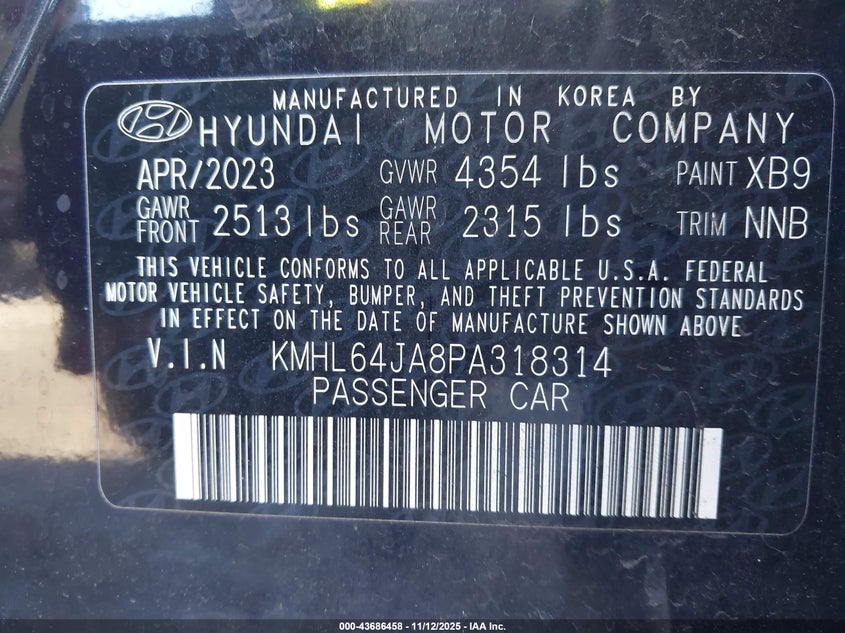 MANUFACTURED IN KOREA BY
HYUNDAI MOTOR COMPANY
APR/2023 GVWR 4354 lbs PAINT XB9
GAWR FRONT 2513 lbs GAWR REAR 2315 lbs TRIM NNB
THIS VEHICLE CONFORMS TO ALL APPLICABLE U.S.A. FEDERAL
MOTOR VEHICLE SAFETY, BUMPER, AND THEFT PREVENTION STANDARDS
IN EFFECT ON THE DATE OF MANUFACTURE SHOWN ABOVE
V.I.N KMHL64JA8PA318314
PASSENGER CAR
000-43686458 - 11/12/2025 - IAA Inc.